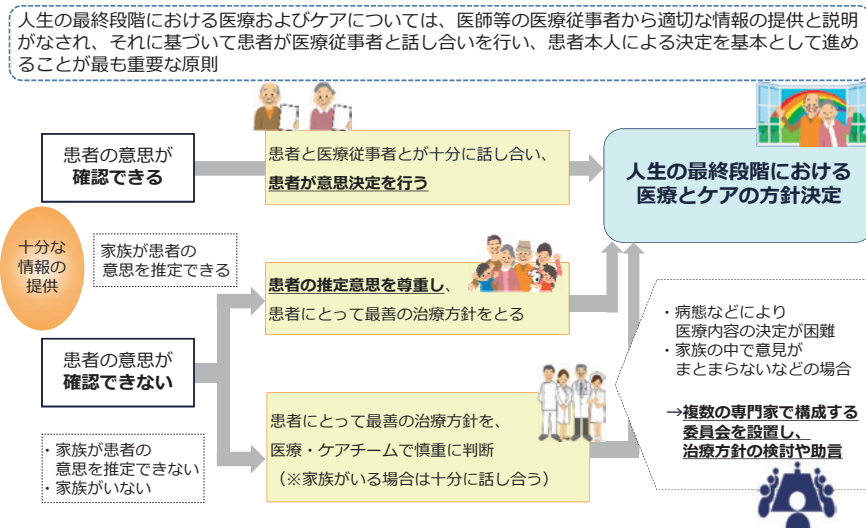 人生の最終段階における医療およびケアについては、医師等の医療従事者から適切な情報の提供と説明
がなされ、それに基づいて患者が医療従事者と話し合いを行い、患者本人による決定を基本として進め
ることが最も重要な原則
患者の意思が
確認できる
患者と医療従事者とが十分に話し合い、
患者が意思決定を行う
人生の最終段階における
医療とケアの方針決定
十分な
情報の
提供
家族が患者の
意思を推定できる
患者の推定意思を尊重し、
患者にとって最善の治療方針をとる
患者の意思が
確認できない
・病態などにより
医療内容の決定が困難
・家族の中で意見が
まとまらないなどの場合
→複数の専門家で構成する
委員会を設置し、
治療方針の検討や助言
患者にとって最善の治療方針を、
医療・ケアチームで慎重に判断
（※家族がいる場合は十分に話し合う）
・家族が患者の
意思を推定できない
・家族がいない